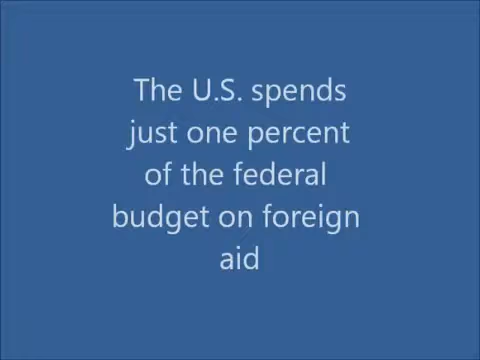 The U.S. spends
just one percent
of the federal
budget on foreign
aid